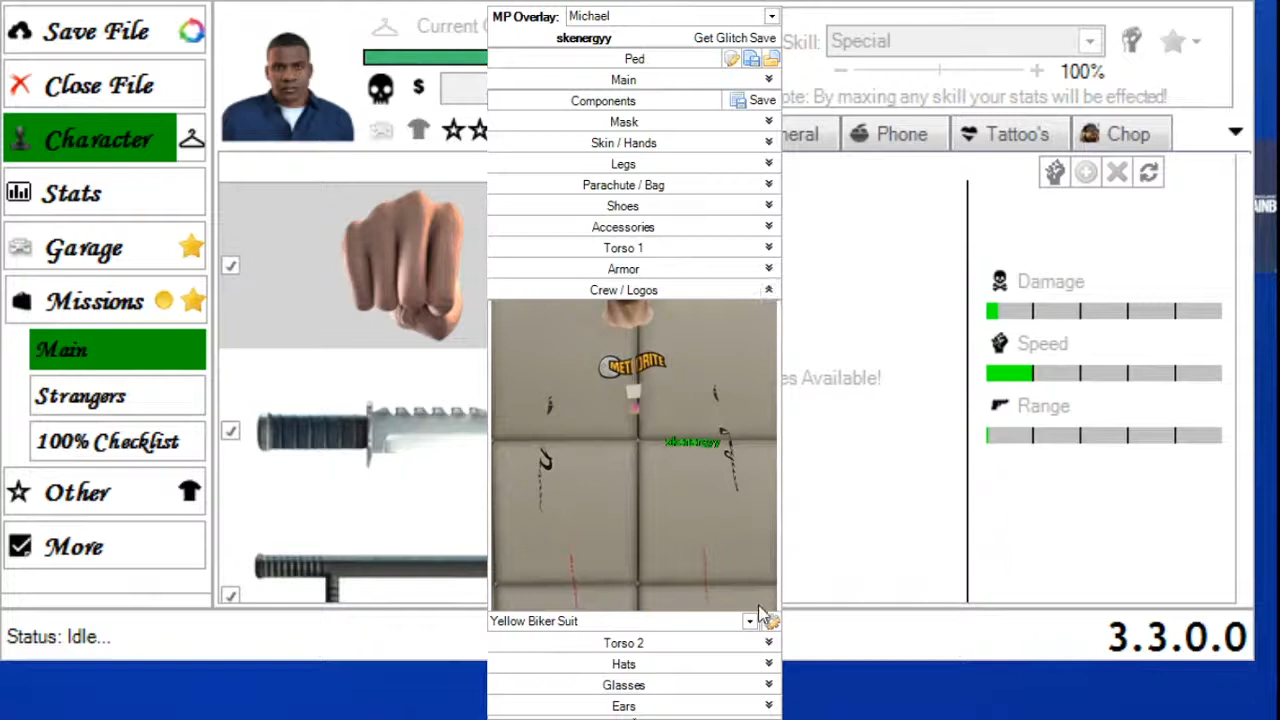 Save File
Close File
Character
Stats
Garage
Missions
Main
Strangers
100% Checklist
Other
More
Status: Idle...
Current
$
MP Overlay: Michael
skenergyy Get Glitch Save
Ped
Main
Components Save
Mask
Skin / Hands
Legs
Parachute / Bag
Shoes
Accessories
Torso 1
Armor
Crew / Logos
METEORITE
skenergyy
Yellow Biker Suit
Torso 2
Hats
Glasses
Ears
Skill: Special
− + 100%
ote: By maxing any skill your stats will be effected!
neral Phone Tattoo's Chop
es Available!
Damage
Speed
Range
3.3.0.0